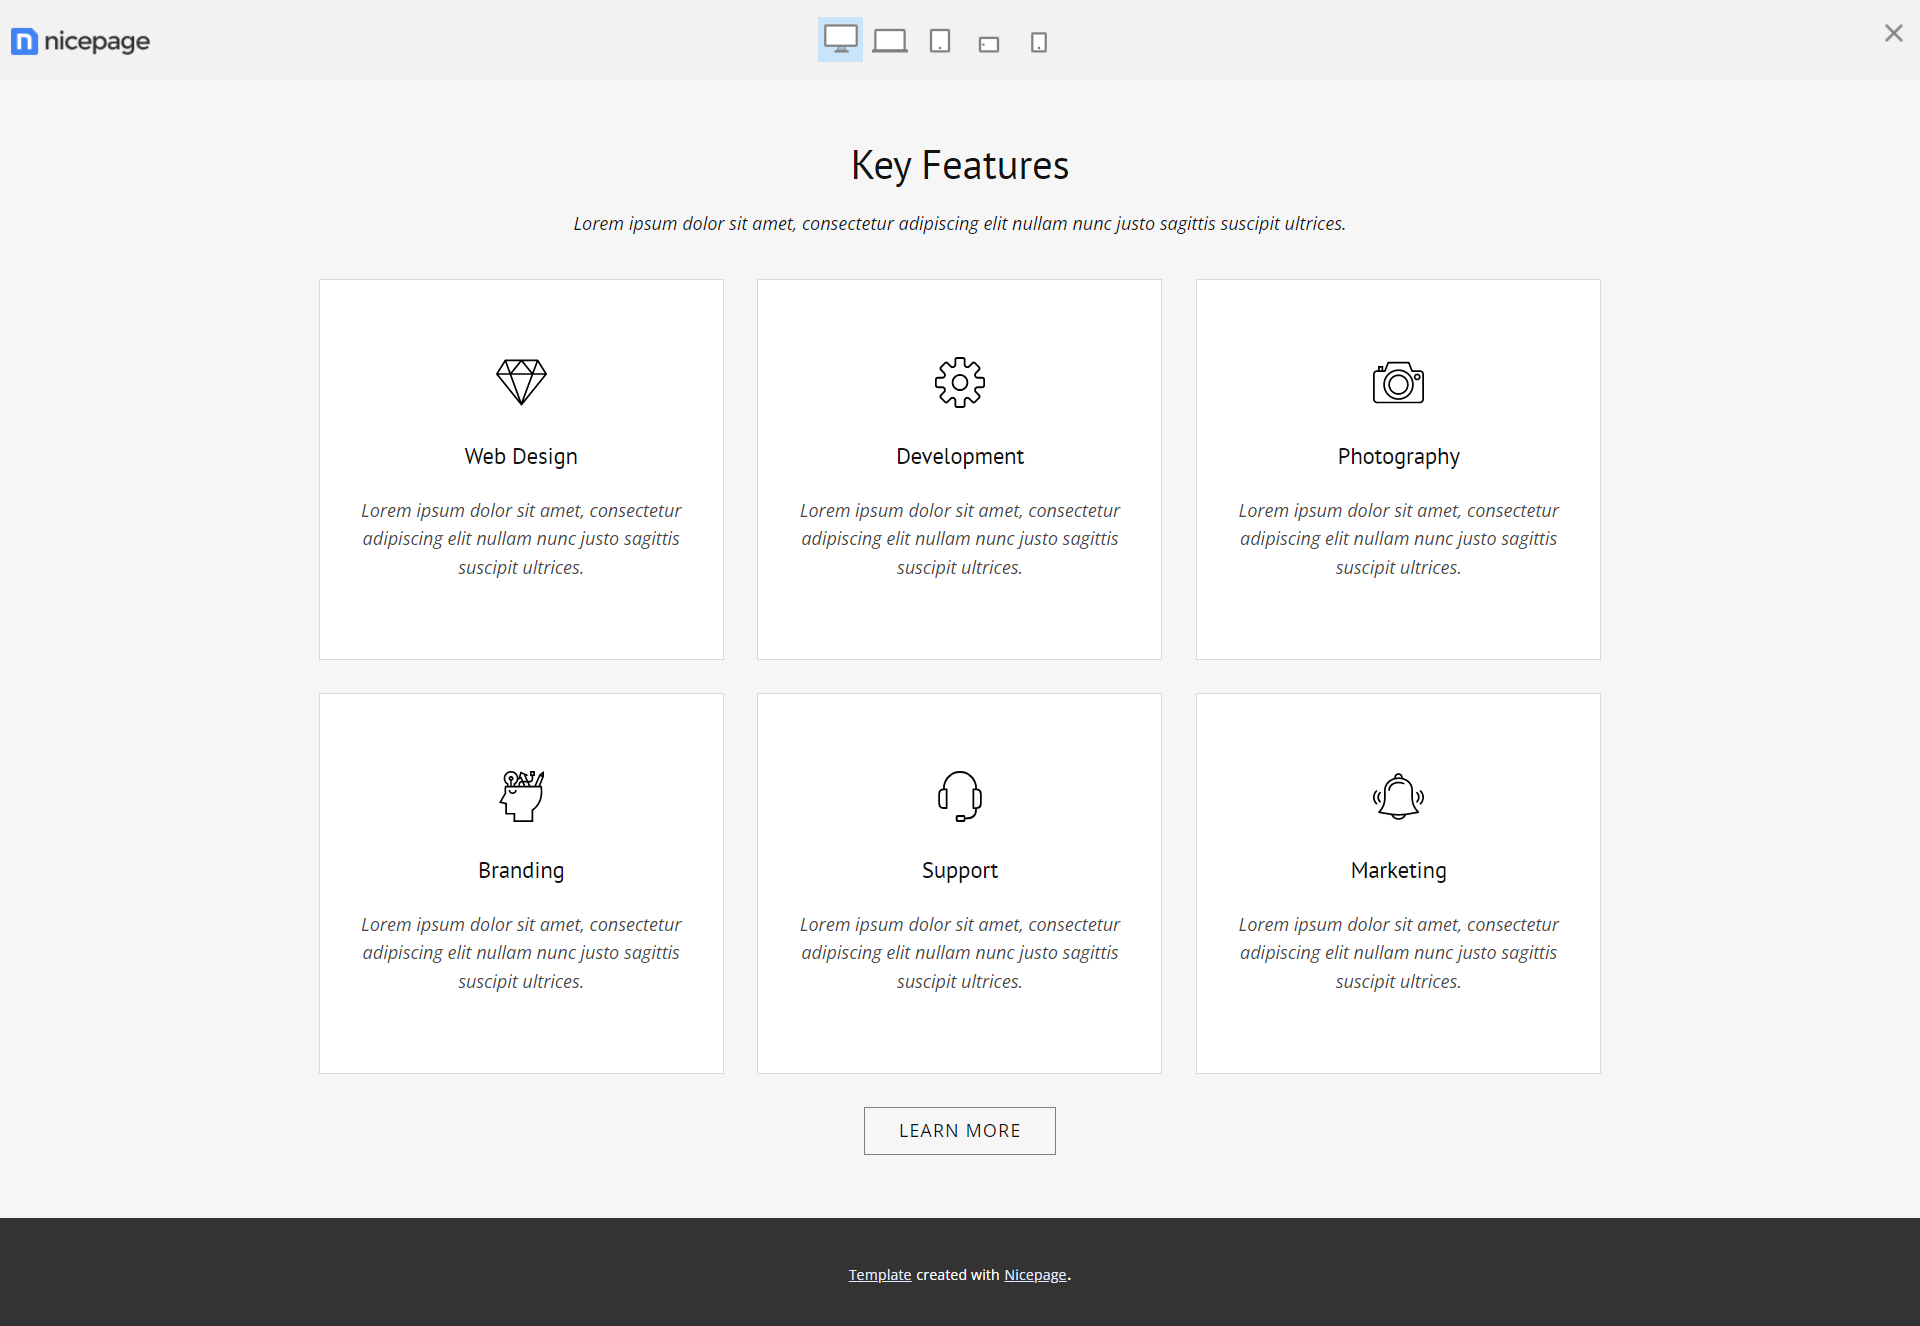 nicepage
Key Features
Lorem ipsum dolor sit amet, consectetur adipiscing elit nullam nunc justo sagittis suscipit ultrices.
Web Design
Lorem ipsum dolor sit amet, consectetur
adipiscing elit nullam nunc justo sagittis
suscipit ultrices.
Development
Lorem ipsum dolor sit amet, consectetur
adipiscing elit nullam nunc justo sagittis
suscipit ultrices.
Photography
Lorem ipsum dolor sit amet, consectetur
adipiscing elit nullam nunc justo sagittis
suscipit ultrices.
Branding
Lorem ipsum dolor sit amet, consectetur
adipiscing elit nullam nunc justo sagittis
suscipit ultrices.
Support
Lorem ipsum dolor sit amet, consectetur
adipiscing elit nullam nunc justo sagittis
suscipit ultrices.
Marketing
Lorem ipsum dolor sit amet, consectetur
adipiscing elit nullam nunc justo sagittis
suscipit ultrices.
LEARN MORE
Template created with Nicepage.